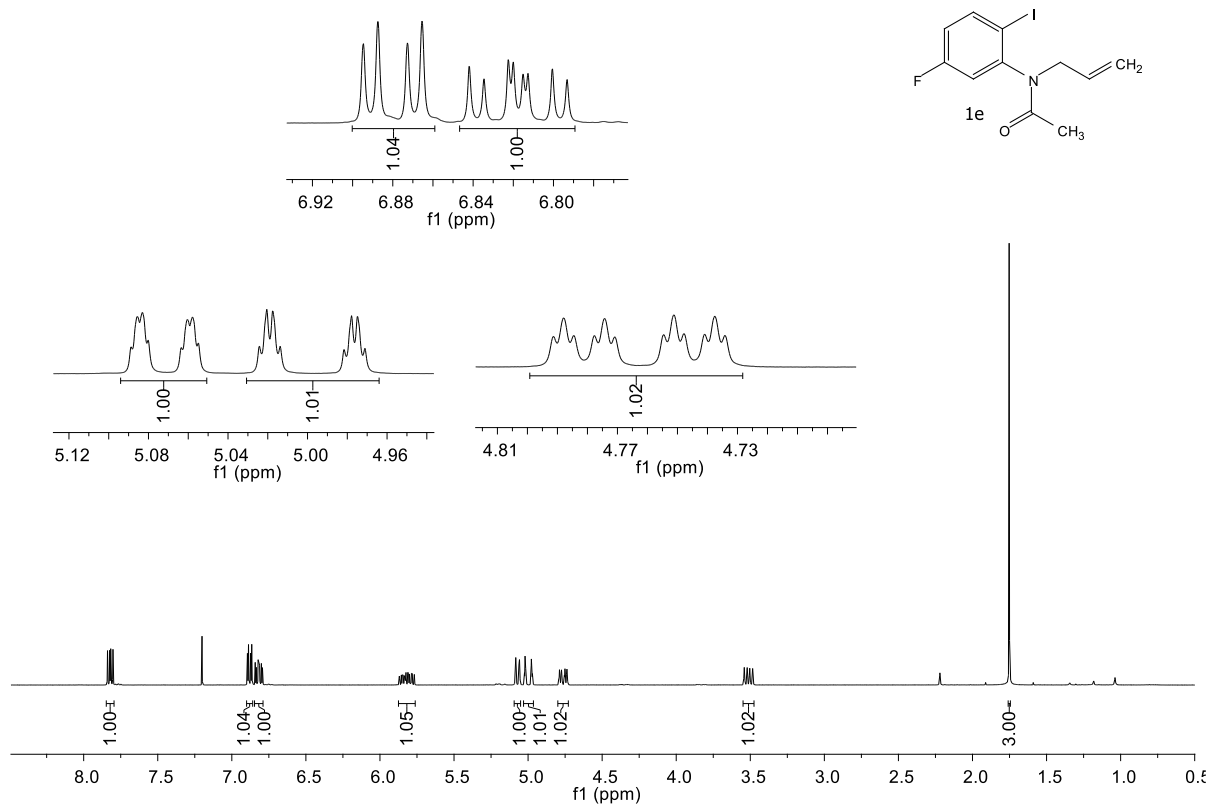 I
F
N
CH2
1e
O
CH3
1.04
1.00
6.92 6.88 6.84 6.80
f1 (ppm)
1.00
1.01
5.12 5.08 5.04 5.00 4.96
f1 (ppm)
1.02
4.81 4.77 4.73
f1 (ppm)
1.00 1.04 1.00 1.05 1.00 1.01 1.02 1.02 3.00
8.0 7.5 7.0 6.5 6.0 5.5 5.0 4.5 4.0 3.5 3.0 2.5 2.0 1.5 1.0
f1 (ppm)